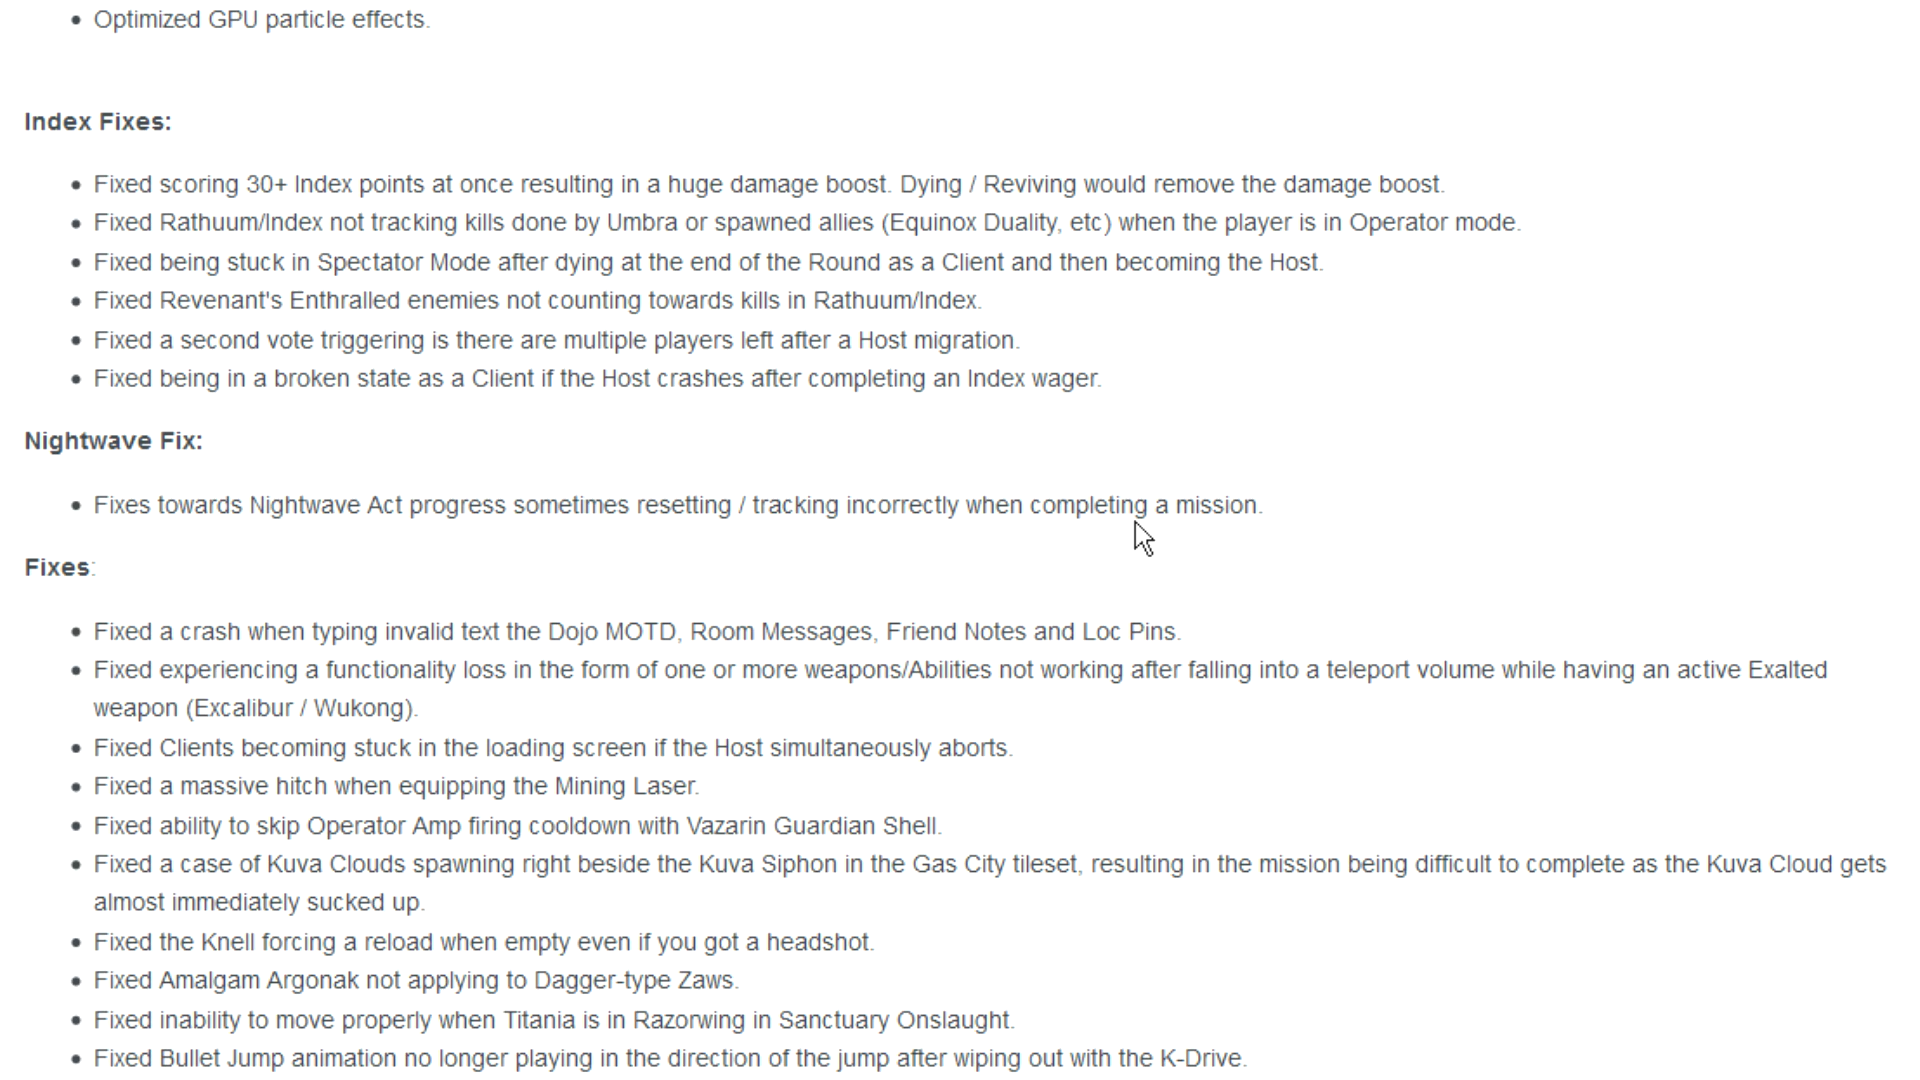 Optimized GPU particle effects.
Index Fixes:
Fixed scoring 30+ Index points at once resulting in a huge damage boost. Dying / Reviving would remove the damage boost.
Fixed Rathuum/Index not tracking kills done by Umbra or spawned allies (Equinox Duality, etc) when the player is in Operator mode.
Fixed being stuck in Spectator Mode after dying at the end of the Round as a Client and then becoming the Host.
Fixed Revenant's Enthralled enemies not counting towards kills in Rathuum/Index.
Fixed a second vote triggering is there are multiple players left after a Host migration.
Fixed being in a broken state as a Client if the Host crashes after completing an Index wager.
Nightwave Fix:
Fixes towards Nightwave Act progress sometimes resetting / tracking incorrectly when completing a mission.
Fixes:
Fixed a crash when typing invalid text the Dojo MOTD, Room Messages, Friend Notes and Loc Pins.
Fixed experiencing a functionality loss in the form of one or more weapons/Abilities not working after falling into a teleport volume while having an active Exalted
weapon (Excalibur / Wukong).
Fixed Clients becoming stuck in the loading screen if the Host simultaneously aborts.
Fixed a massive hitch when equipping the Mining Laser.
Fixed ability to skip Operator Amp firing cooldown with Vazarin Guardian Shell.
Fixed a case of Kuva Clouds spawning right beside the Kuva Siphon in the Gas City tileset, resulting in the mission being difficult to complete as the Kuva Cloud gets
almost immediately sucked up.
Fixed the Knell forcing a reload when empty even if you got a headshot.
Fixed Amalgam Argonak not applying to Dagger-type Zaws.
Fixed inability to move properly when Titania is in Razorwing in Sanctuary Onslaught.
Fixed Bullet Jump animation no longer playing in the direction of the jump after wiping out with the K-Drive.